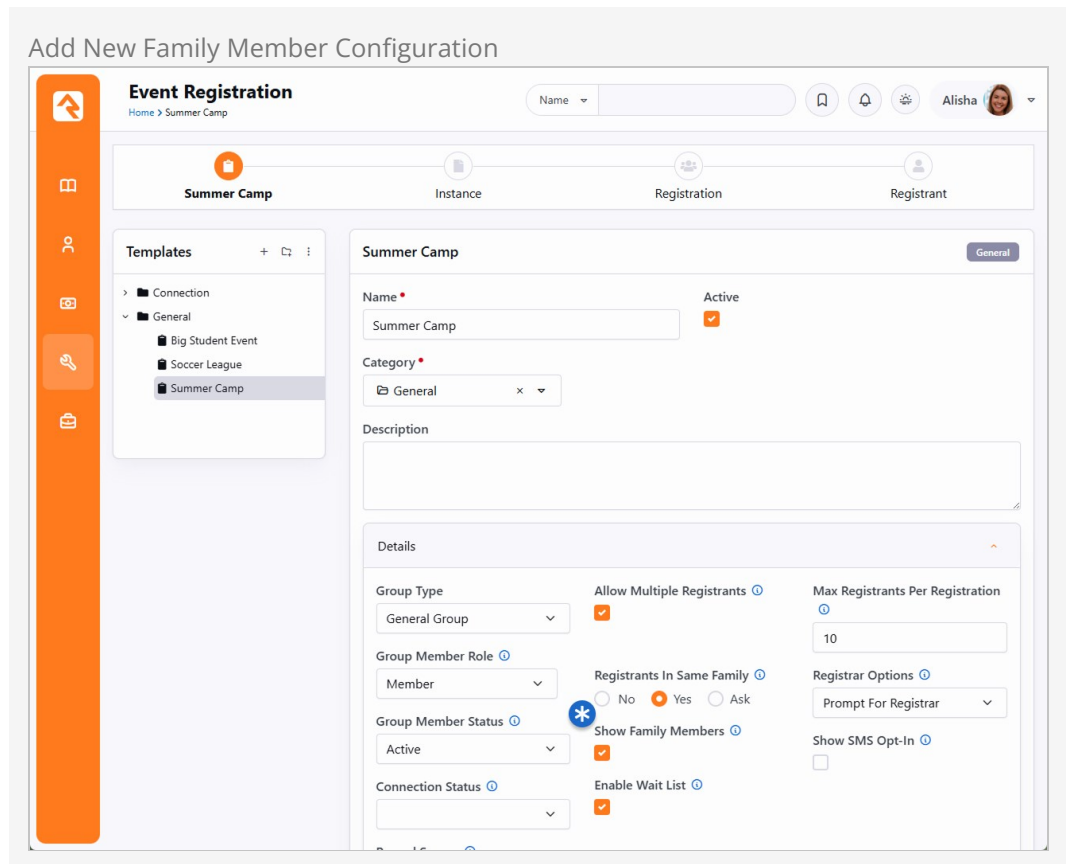 Add New Family Member Configuration
Event Registration
Home > Summer Camp
Name
Alisha
Summer Camp
Instance
Registration
Registrant
Templates
Connection
General
Big Student Event
Soccer League
Summer Camp
Summer Camp
General
Name
Active
Summer Camp
Category
General
Description
Details
Group Type
General Group
Group Member Role
Member
Group Member Status
Active
Connection Status
Allow Multiple Registrants
Registrants In Same Family
No Yes Ask
Show Family Members
Enable Wait List
Max Registrants Per Registration
10
Registrar Options
Prompt For Registrar
Show SMS Opt-In